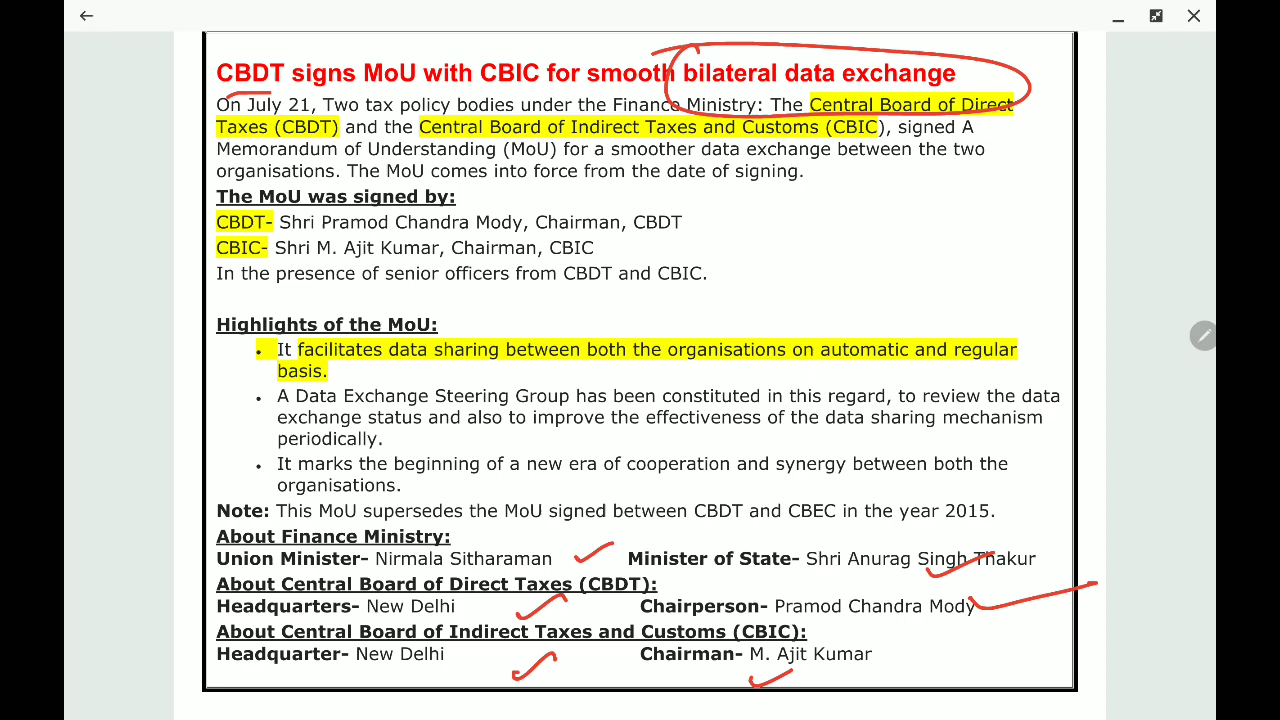 CBDT signs MoU with CBIC for smooth bilateral data exchange
On July 21, Two tax policy bodies under the Finance Ministry: The Central Board of Direct
Taxes (CBDT) and the Central Board of Indirect Taxes and Customs (CBIC), signed A
Memorandum of Understanding (MoU) for a smoother data exchange between the two
organisations. The MoU comes into force from the date of signing.
The MoU was signed by:
CBDT- Shri Pramod Chandra Mody, Chairman, CBDT
CBIC- Shri M. Ajit Kumar, Chairman, CBIC
In the presence of senior officers from CBDT and CBIC.
Highlights of the MoU:
• It facilitates data sharing between both the organisations on automatic and regular
basis.
• A Data Exchange Steering Group has been constituted in this regard, to review the data
exchange status and also to improve the effectiveness of the data sharing mechanism
periodically.
• It marks the beginning of a new era of cooperation and synergy between both the
organisations.
Note: This MoU supersedes the MoU signed between CBDT and CBEC in the year 2015.
About Finance Ministry:
Union Minister- Nirmala Sitharaman Minister of State- Shri Anurag Singh Thakur
About Central Board of Direct Taxes (CBDT):
Headquarters- New Delhi Chairperson- Pramod Chandra Mody
About Central Board of Indirect Taxes and Customs (CBIC):
Headquarter- New Delhi Chairman- M. Ajit Kumar